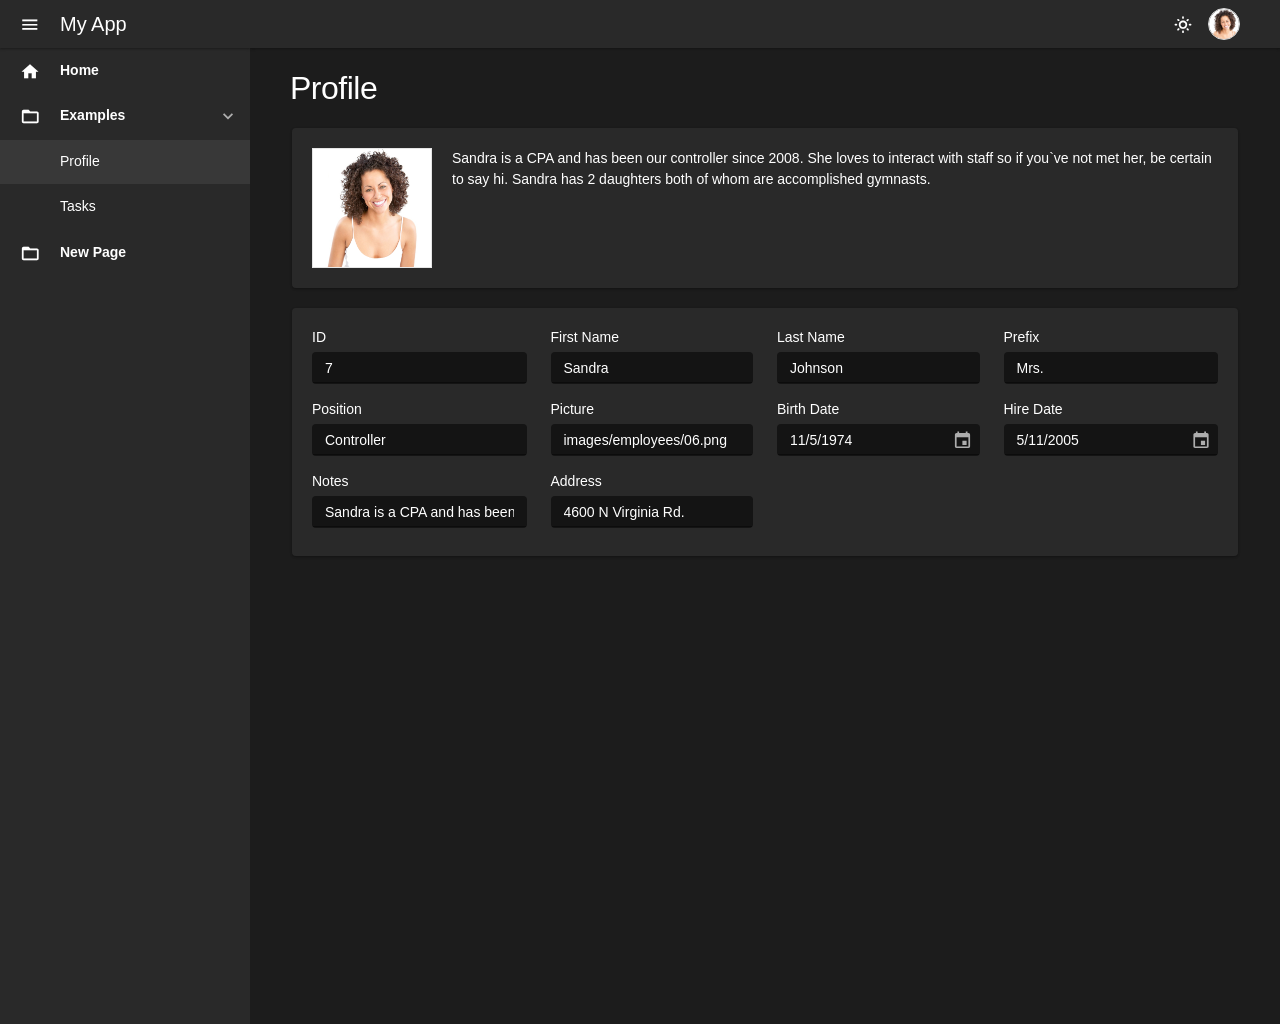 My App
Home
Examples
Profile
Tasks
New Page
Profile
Sandra is a CPA and has been our controller since 2008. She loves to interact with staff so if you`ve not met her, be certain
to say hi. Sandra has 2 daughters both of whom are accomplished gymnasts.
ID First Name Last Name Prefix
7 Sandra Johnson Mrs.
Position Picture Birth Date Hire Date
Controller images/employees/06.png 11/5/1974 5/11/2005
Notes Address
Sandra is a CPA and has been 4600 N Virginia Rd.